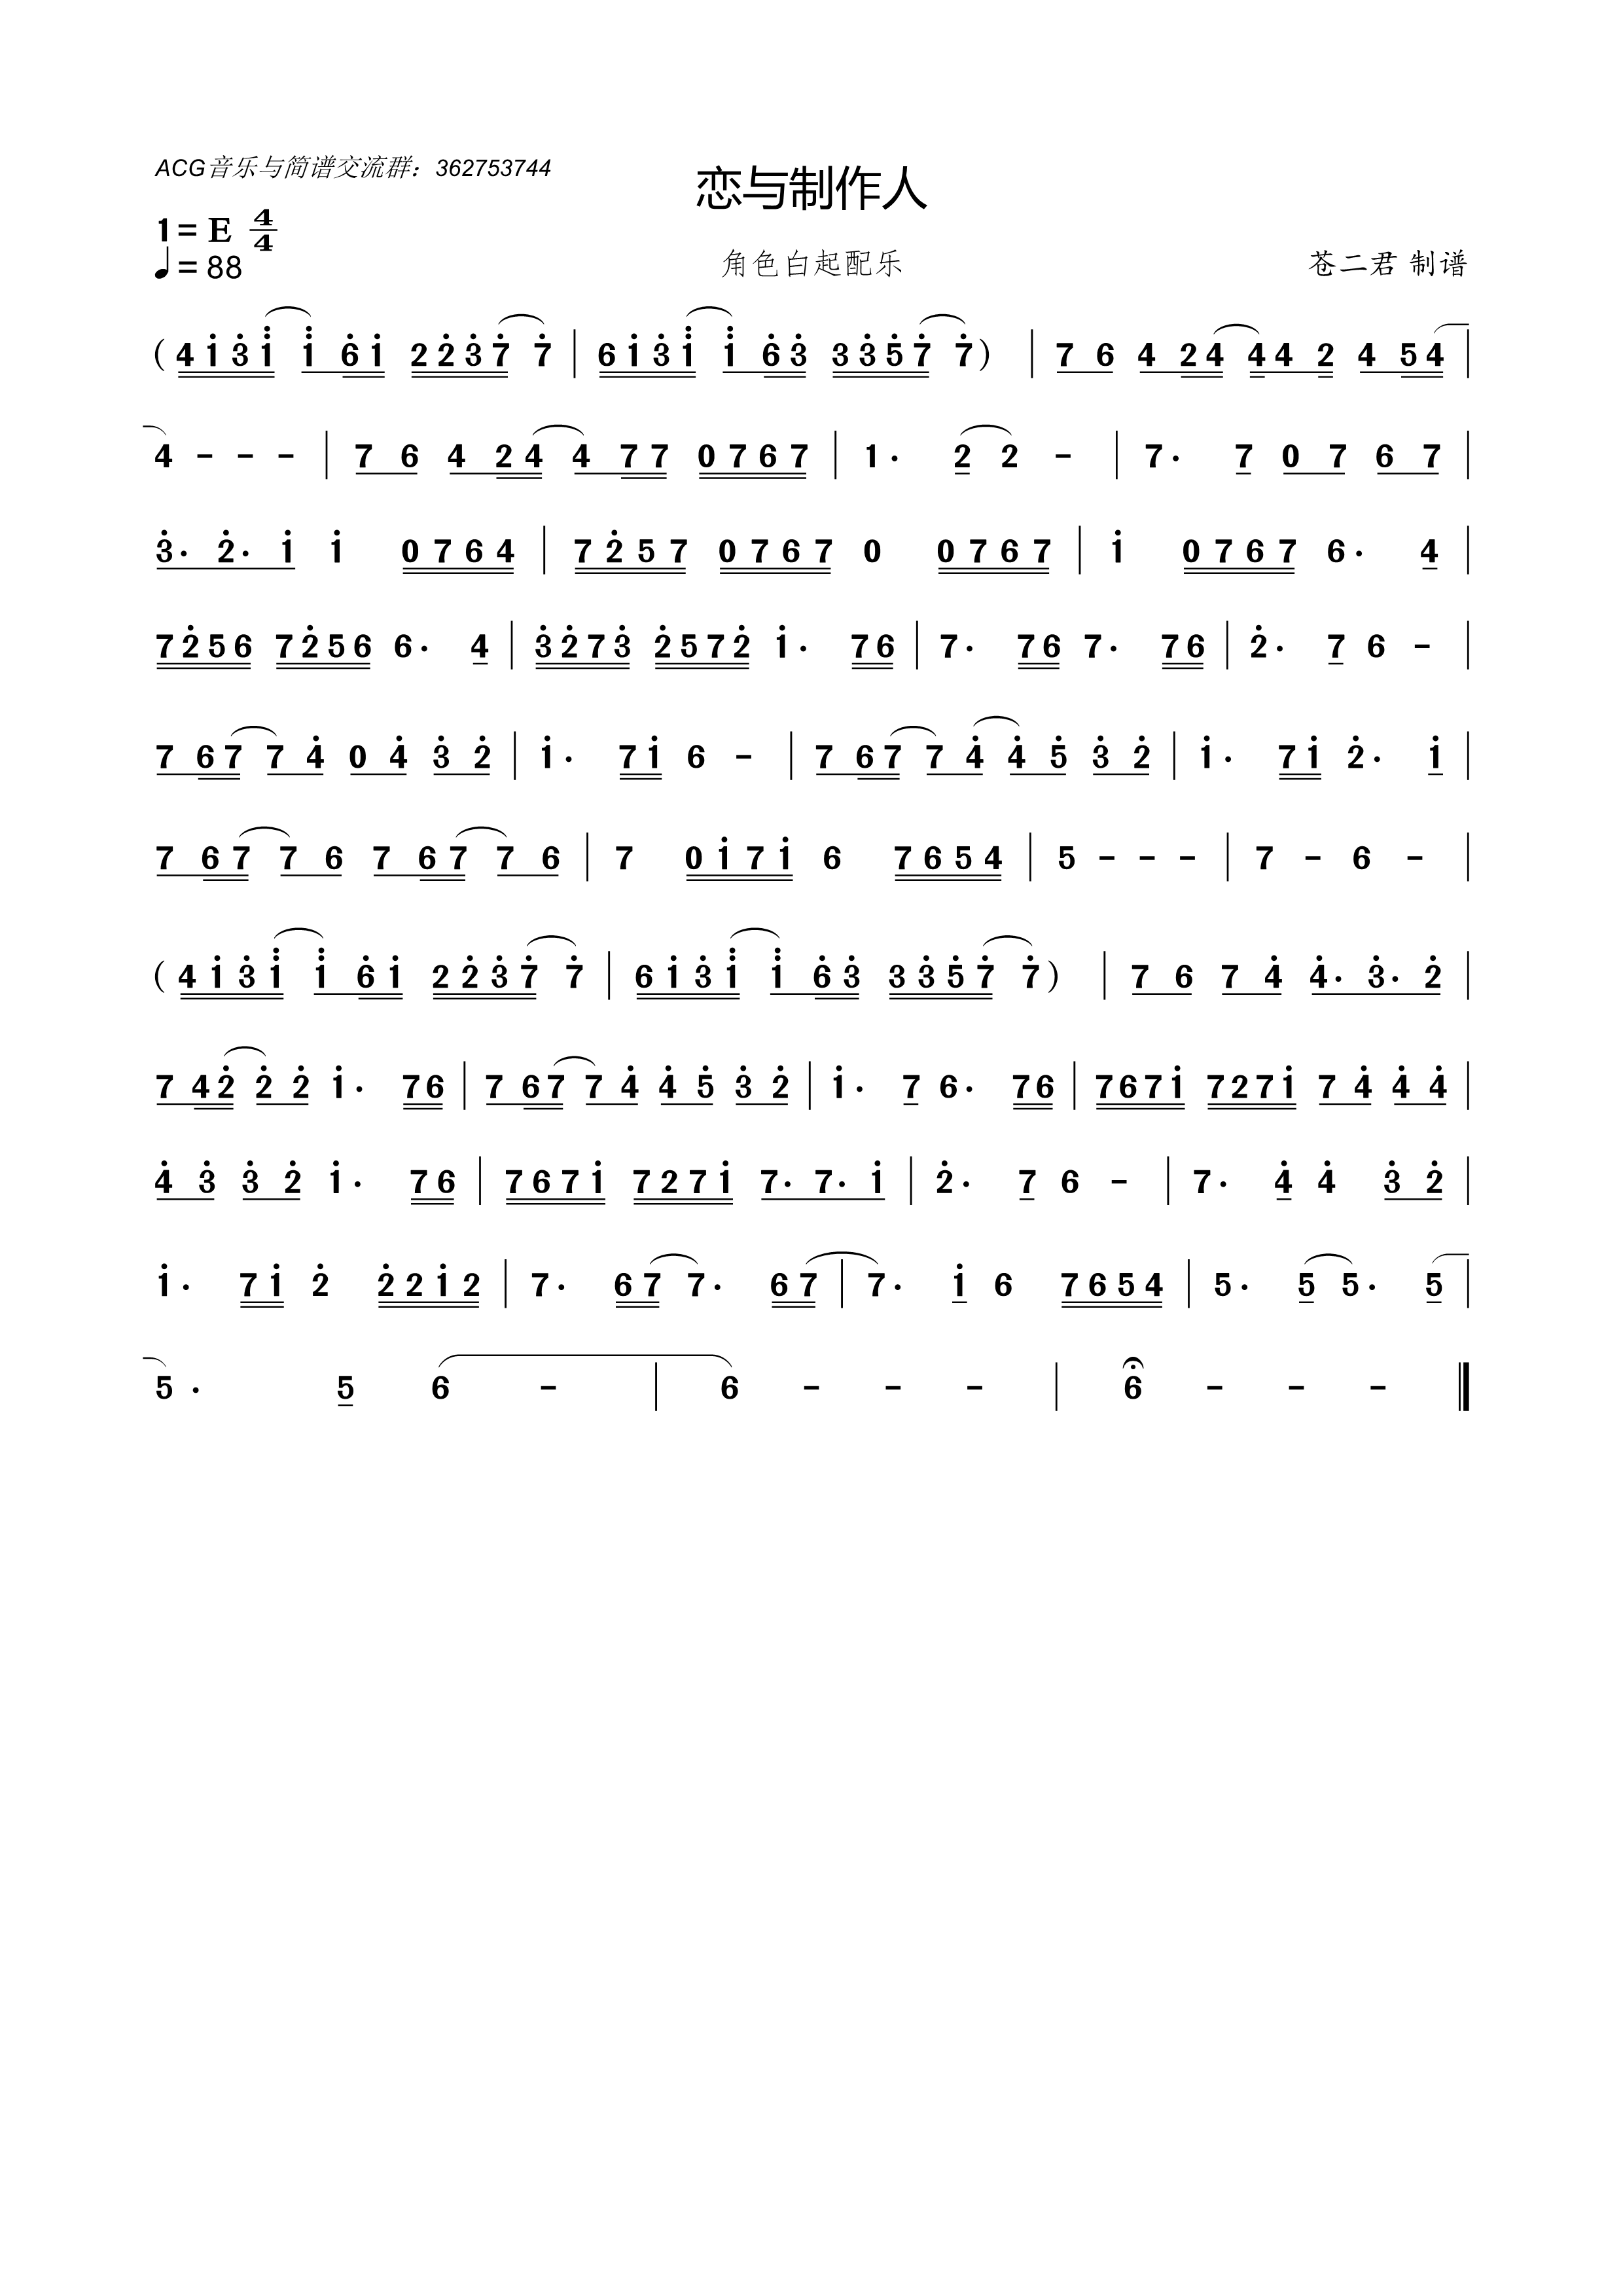 ACG音乐与简谱交流群：362753744
恋与制作人
1= E 4/4
♩= 88
角色白起配乐
苍二君 制谱
( 4 1̇ 3̇ 1̈ 1̈ 6̇ 1̇ 2 2̇ 3̇ 7̇ 7̇ | 6 1̇ 3̇ 1̈ 1̈ 6̇ 3̇ 3 3̇ 5̇ 7̇ 7̇ ) | 7 6 4 2 4 4 4 2 4 5 4 |
4 - - - | 7 6 4 2 4 4 7 7 0 7 6 7 | 1· 2 2 - | 7· 7 0 7 6 7 |
3̇· 2̇· 1̇ 1̇ 0 7 6 4 | 7 2̇ 5 7 0 7 6 7 0 0 7 6 7 | 1̇ 0 7 6 7 6· 4 |
7 2̇ 5 6 7 2̇ 5 6 6· 4 | 3̇ 2̇ 7 3̇ 2̇ 5 7 2̇ 1̇· 7 6 | 7· 7 6 7· 7 6 | 2̇· 7 6 - |
7 6 7 7 4̇ 0 4̇ 3̇ 2̇ | 1̇· 7 1̇ 6 - | 7 6 7 7 4̇ 4̇ 5̇ 3̇ 2̇ | 1̇· 7 1̇ 2̇· 1̇ |
7 6 7 7 6 7 6 7 7 6 | 7 0 1̇ 7 1̇ 6 7 6 5 4 | 5 - - - | 7 - 6 - |
( 4 1̇ 3̇ 1̈ 1̈ 6̇ 1̇ 2 2̇ 3̇ 7̇ 7̇ | 6 1̇ 3̇ 1̈ 1̈ 6̇ 3̇ 3 3̇ 5̇ 7̇ 7̇ ) | 7 6 7 4̇ 4̇· 3̇· 2̇ |
7 4 2̇ 2̇ 2̇ 1̇· 7 6 | 7 6 7 7 4̇ 4̇ 5̇ 3̇ 2̇ | 1̇· 7 6· 7 6 | 7 6 7 1̇ 7 2 7 1̇ 7 4̇ 4̇ 4̇ |
4̇ 3̇ 3̇ 2̇ 1̇· 7 6 | 7 6 7 1̇ 7 2 7 1̇ 7· 7· 1̇ | 2̇· 7 6 - | 7· 4̇ 4̇ 3̇ 2̇ |
1̇· 7 1̇ 2̇ 2̇ 2 1̇ 2 | 7· 6 7 7· 6 7 | 7· 1̇ 6 7 6 5 4 | 5· 5 5· 5 |
5· 5 6 - | 6 - - - | 6 - - - ‖